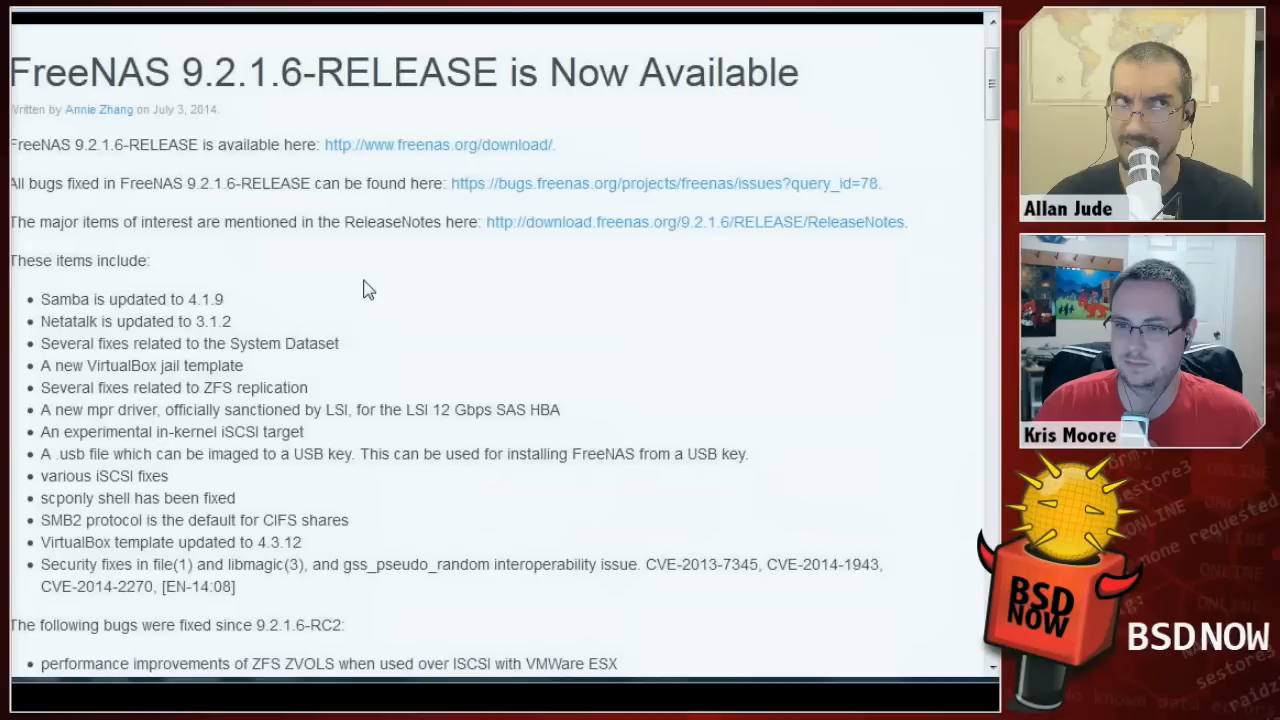 FreeNAS 9.2.1.6-RELEASE is Now Available
Written by Annie Zhang on July 3, 2014.
FreeNAS 9.2.1.6-RELEASE is available here: http://www.freenas.org/download/.
All bugs fixed in FreeNAS 9.2.1.6-RELEASE can be found here: https://bugs.freenas.org/projects/freenas/issues?query_id=78.
The major items of interest are mentioned in the ReleaseNotes here: http://download.freenas.org/9.2.1.6/RELEASE/ReleaseNotes.
These items include:
• Samba is updated to 4.1.9
• Netatalk is updated to 3.1.2
• Several fixes related to the System Dataset
• A new VirtualBox jail template
• Several fixes related to ZFS replication
• A new mpr driver, officially sanctioned by LSI, for the LSI 12 Gbps SAS HBA
• An experimental in-kernel iSCSI target
• A .usb file which can be imaged to a USB key. This can be used for installing FreeNAS from a USB key.
• various iSCSI fixes
• scponly shell has been fixed
• SMB2 protocol is the default for CIFS shares
• VirtualBox template updated to 4.3.12
• Security fixes in file(1) and libmagic(3), and gss_pseudo_random interoperability issue. CVE-2013-7345, CVE-2014-1943,
CVE-2014-2270, [EN-14:08]
The following bugs were fixed since 9.2.1.6-RC2:
• performance improvements of ZFS ZVOLS when used over ISCSI with VMWare ESX
Allan Jude
Kris Moore
BSD
NOW
BSDNOW
estore3
ONLINE
ONLINE
none requested
ONLINE
ONLINE
No known data e